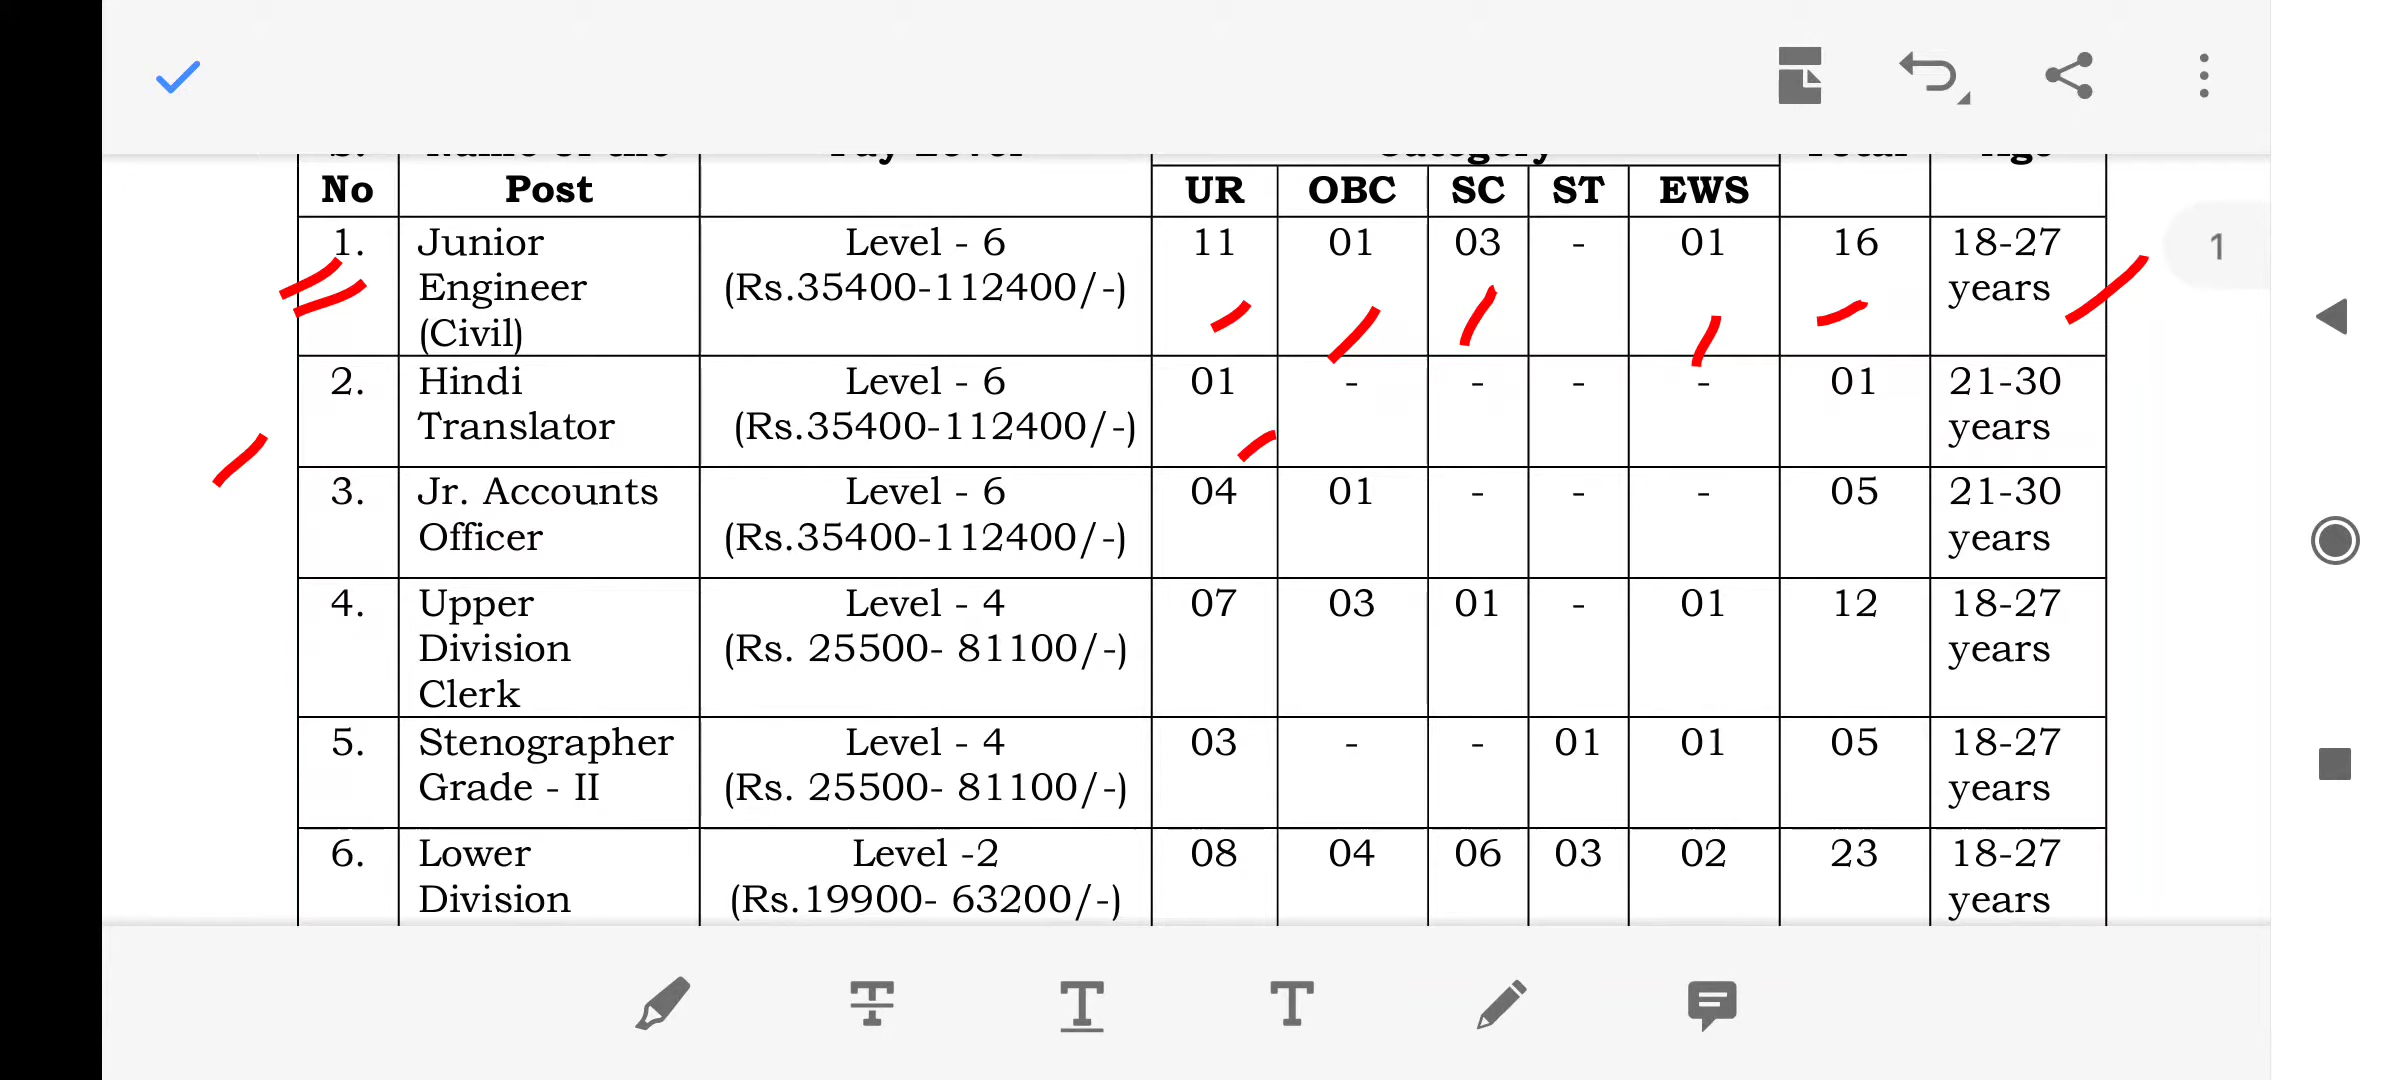 No Post UR OBC SC ST EWS
1. Junior Level - 6 11 01 03 - 01 16 18-27
Engineer (Rs.35400-112400/-) years
(Civil)
2. Hindi Level - 6 01 - - - - 01 21-30
Translator (Rs.35400-112400/-) years
3. Jr. Accounts Level - 6 04 01 - - - 05 21-30
Officer (Rs.35400-112400/-) years
4. Upper Level - 4 07 03 01 - 01 12 18-27
Division (Rs. 25500- 81100/-) years
Clerk
5. Stenographer Level - 4 03 - - 01 01 05 18-27
Grade - II (Rs. 25500- 81100/-) years
6. Lower Level -2 08 04 06 03 02 23 18-27
Division (Rs.19900- 63200/-) years
1